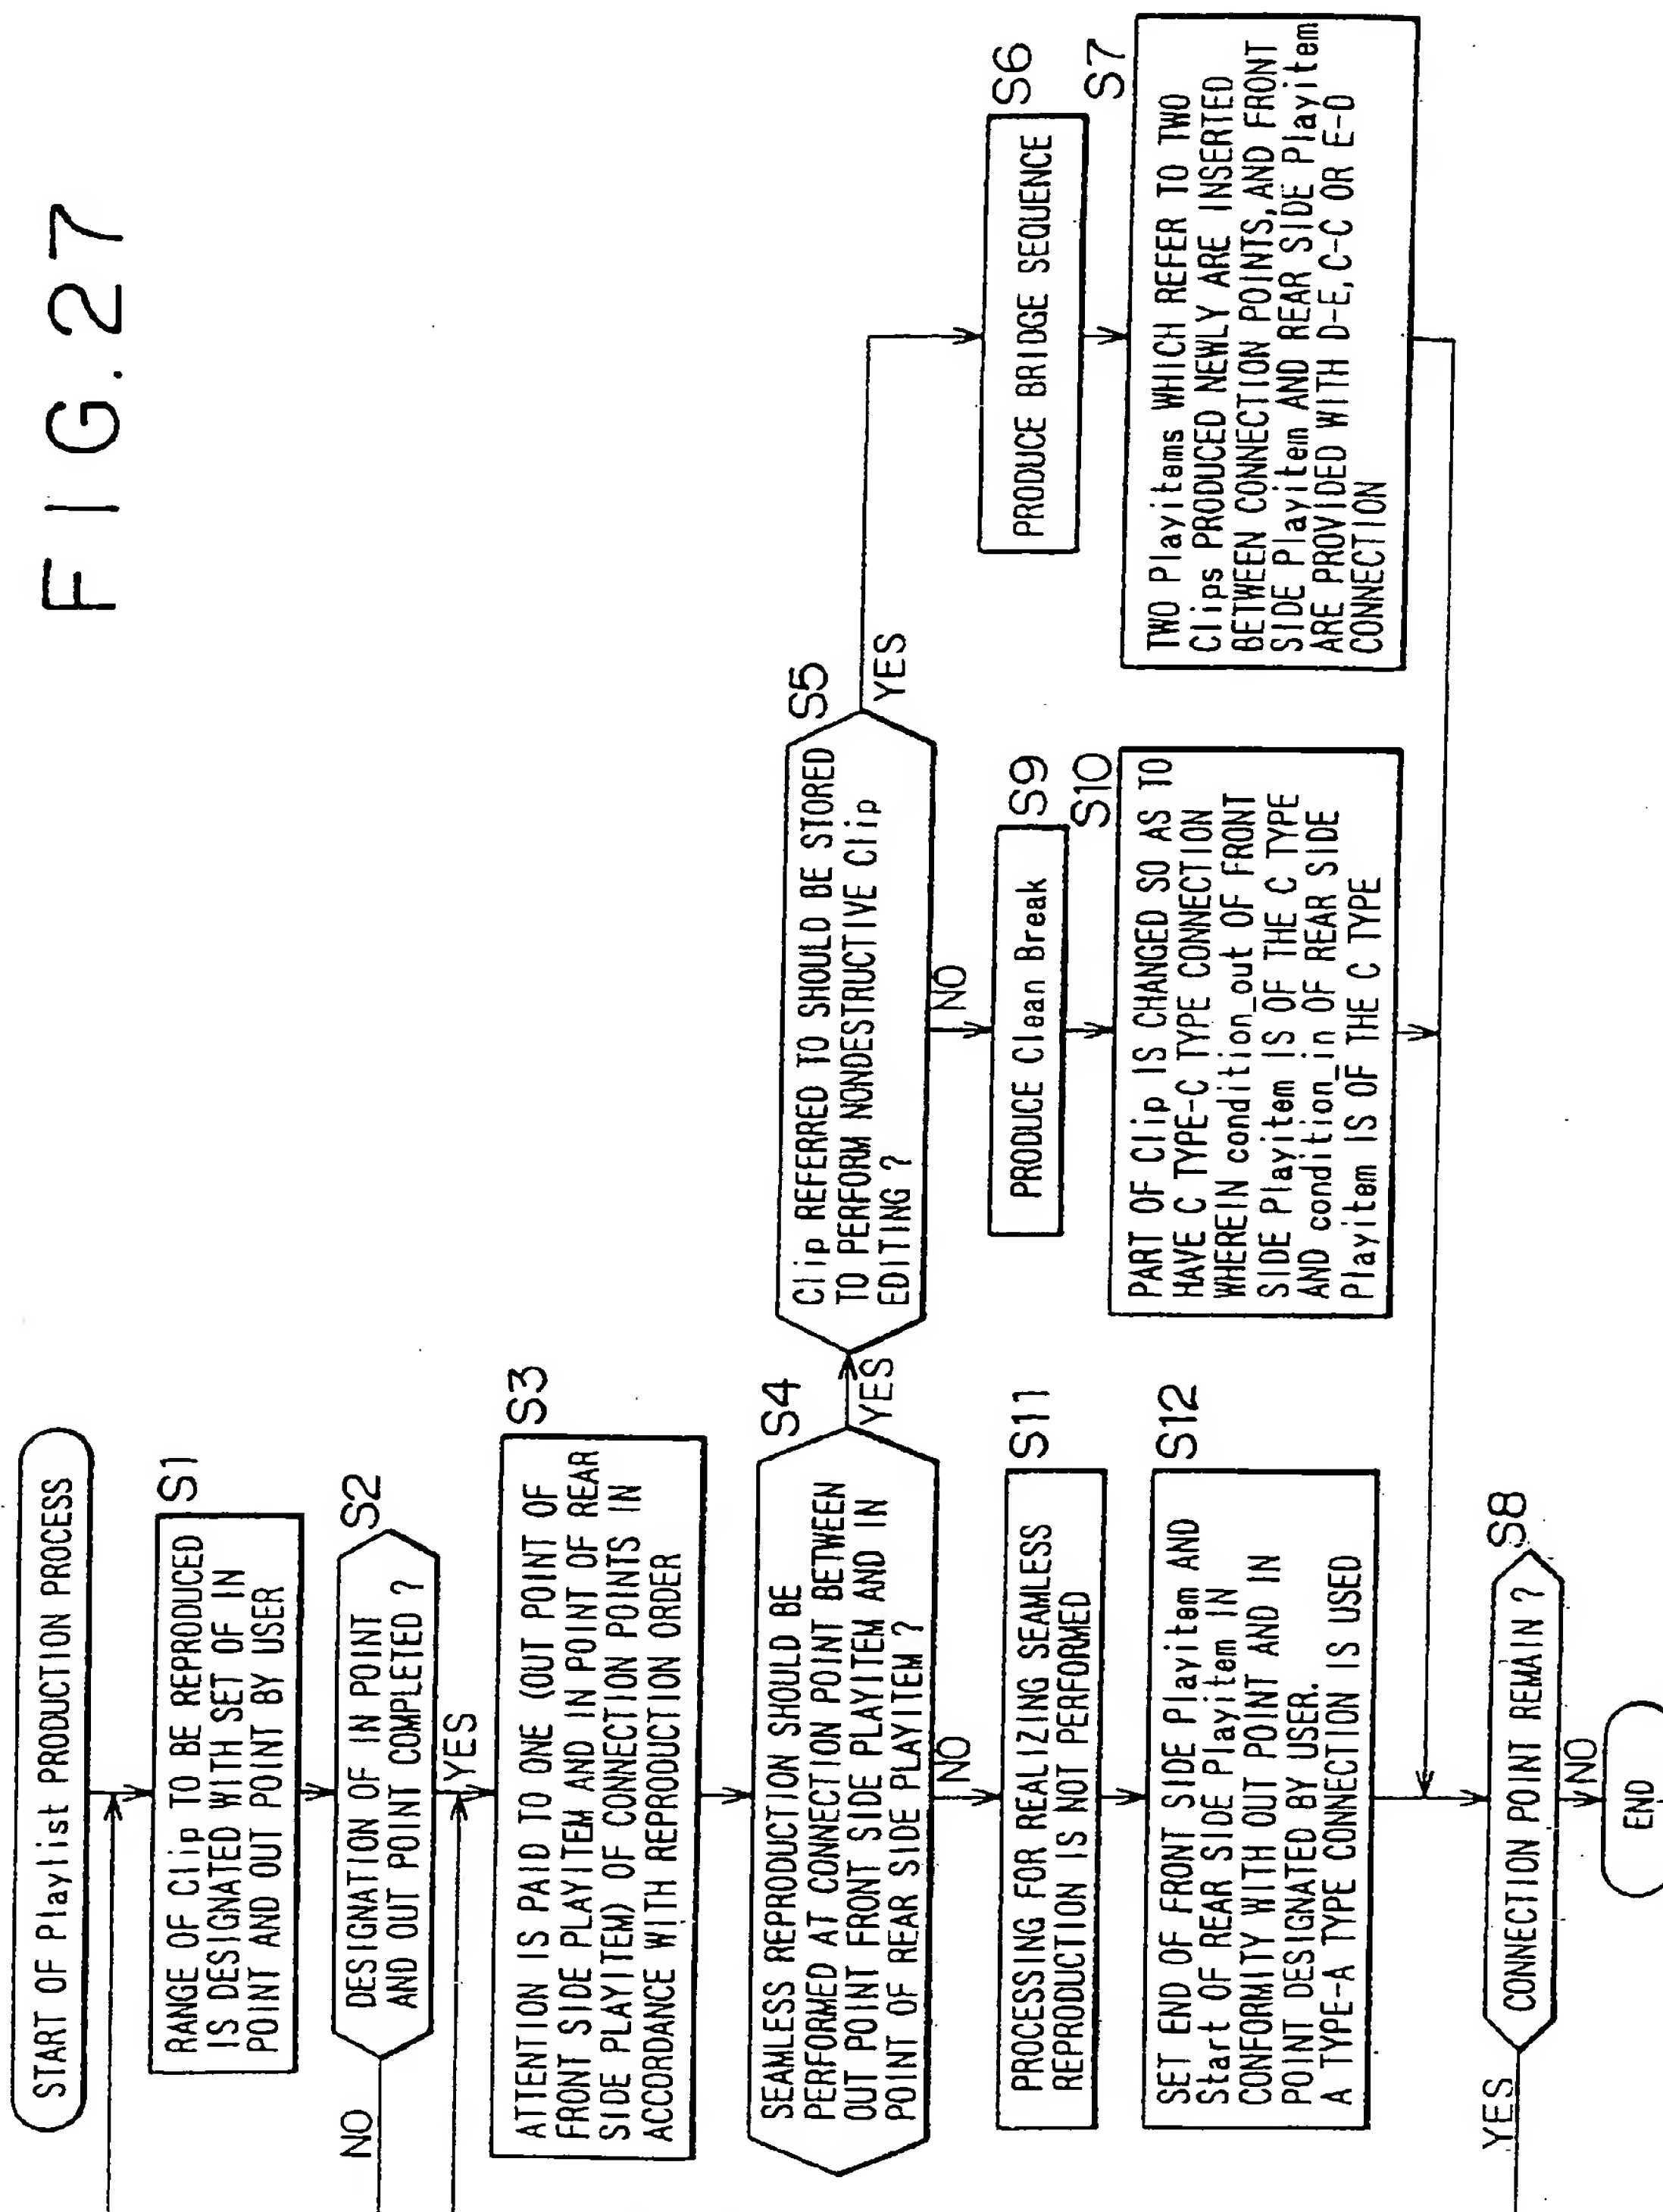 FIG.27
START OF Playlist PRODUCTION PROCESS
S1
RANGE OF Clip TO BE REPRODUCED
IS DESIGNATED WITH SET OF IN
POINT AND OUT POINT BY USER
S2
DESIGNATION OF IN POINT
AND OUT POINT COMPLETED ?
NO
YES
S3
ATTENTION IS PAID TO ONE (OUT POINT OF
FRONT SIDE PLAYITEM AND IN POINT OF REAR
SIDE PLAYITEM) OF CONNECTION POINTS IN
ACCORDANCE WITH REPRODUCTION ORDER
S4
SEAMLESS REPRODUCTION SHOULD BE
PERFORMED AT CONNECTION POINT BETWEEN
OUT POINT FRONT SIDE PLAYITEM AND IN
POINT OF REAR SIDE PLAYITEM ?
YES
NO
S5
Clip REFERRED TO SHOULD BE STORED
TO PERFORM NONDESTRUCTIVE Clip
EDITING ?
YES
NO
S6
PRODUCE BRIDGE SEQUENCE
S7
TWO Playitems WHICH REFER TO TWO
Clips PRODUCED NEWLY ARE INSERTED
BETWEEN CONNECTION POINTS, AND FRONT
SIDE Playitem AND REAR SIDE Playitem
ARE PROVIDED WITH D-E, C-C OR E-D
CONNECTION
S9
PRODUCE Clean Break
S10
PART OF Clip IS CHANGED SO AS TO
HAVE C TYPE-C TYPE CONNECTION
WHEREIN condition_out OF FRONT
SIDE Playitem IS OF THE C TYPE
AND condition_in OF REAR SIDE
Playitem IS OF THE C TYPE
S11
PROCESSING FOR REALIZING SEAMLESS
REPRODUCTION IS NOT PERFORMED
S12
SET END OF FRONT SIDE Playitem AND
Start OF REAR SIDE Playitem IN
CONFORMITY WITH OUT POINT AND IN
POINT DESIGNATED BY USER.
A TYPE-A TYPE CONNECTION IS USED
S8
CONNECTION POINT REMAIN ?
YES
NO
END